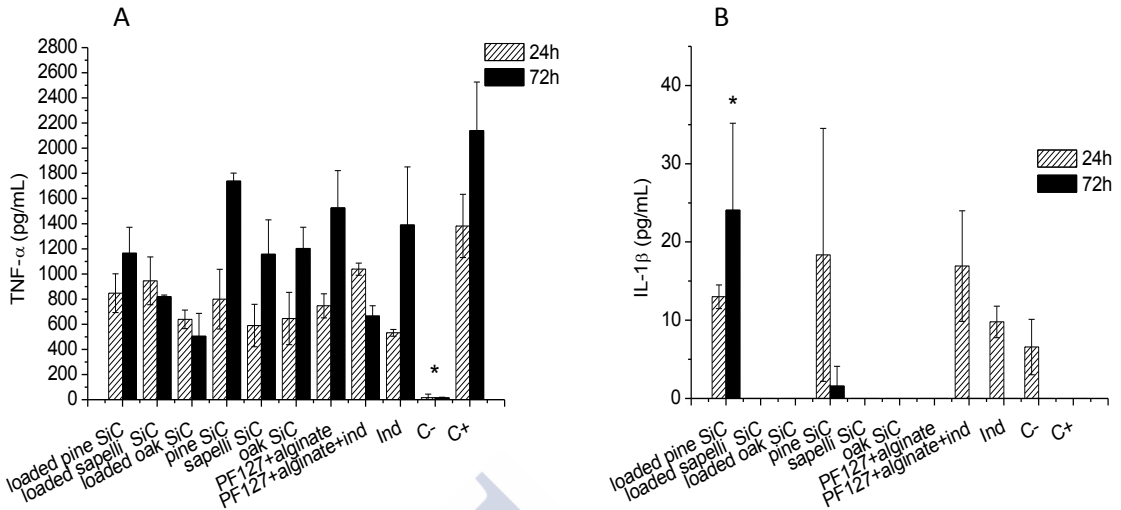 A
TNF-α (pg/mL)
2800
2600
2400
2200
2000
1800
1600
1400
1200
1000
800
600
400
200
0
24h
72h
*
loaded pine SiC
loaded sapelli SiC
loaded oak SiC
pine SiC
sapelli SiC
oak SiC
PF127+alginate
PF127+alginate+ind
Ind
C-
C+
B
IL-1β (pg/mL)
40
30
20
10
0
24h
72h
*
loaded pine SiC
loaded sapelli SiC
loaded oak SiC
pine SiC
sapelli SiC
oak SiC
PF127+alginate
PF127+alginate+ind
Ind
C-
C+